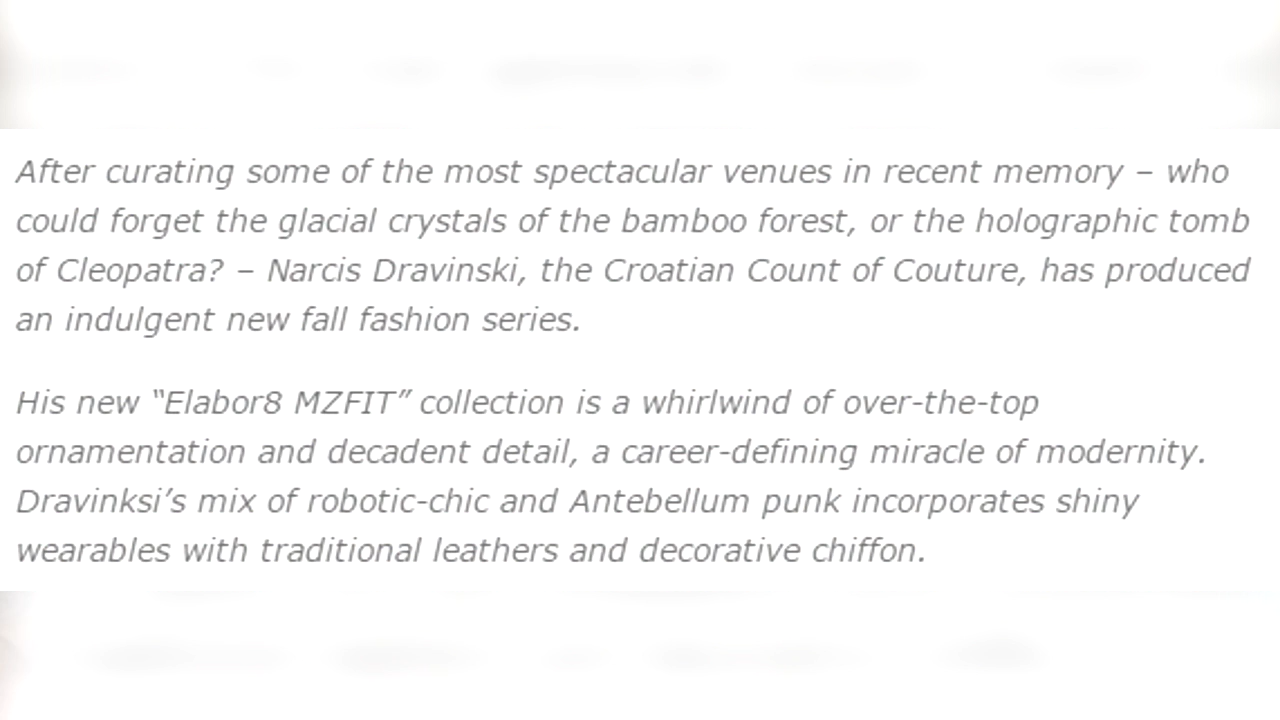 After curating some of the most spectacular venues in recent memory – who
could forget the glacial crystals of the bamboo forest, or the holographic tomb
of Cleopatra? – Narcis Dravinski, the Croatian Count of Couture, has produced
an indulgent new fall fashion series.
His new “Elabor8 MZFIT” collection is a whirlwind of over-the-top
ornamentation and decadent detail, a career-defining miracle of modernity.
Dravinksi’s mix of robotic-chic and Antebellum punk incorporates shiny
wearables with traditional leathers and decorative chiffon.